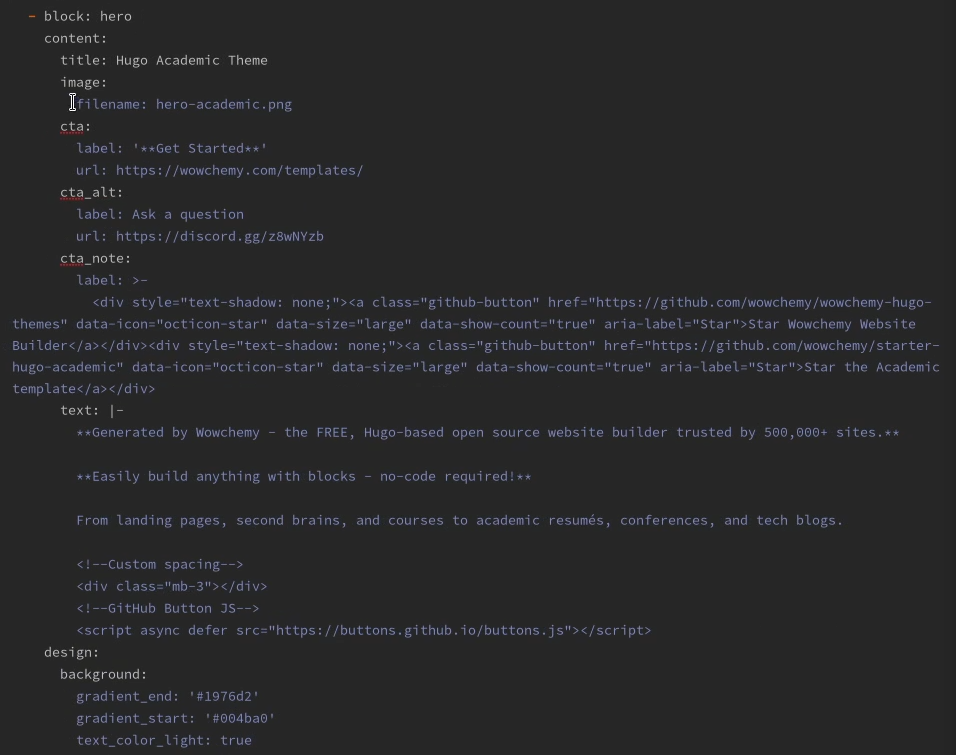 - block: hero
content:
title: Hugo Academic Theme
image:
filename: hero-academic.png
cta:
label: '**Get Started**'
url: https://wowchemy.com/templates/
cta_alt:
label: Ask a question
url: https://discord.gg/z8wNYzb
cta_note:
label: >-
<div style="text-shadow: none;"><a class="github-button" href="https://github.com/wowchemy/wowchemy-hugo-
themes" data-icon="octicon-star" data-size="large" data-show-count="true" aria-label="Star">Star Wowchemy Website
Builder</a></div><div style="text-shadow: none;"><a class="github-button" href="https://github.com/wowchemy/starter-
hugo-academic" data-icon="octicon-star" data-size="large" data-show-count="true" aria-label="Star">Star the Academic
template</a></div>
text: |-
**Generated by Wowchemy - the FREE, Hugo-based open source website builder trusted by 500,000+ sites.**
**Easily build anything with blocks - no-code required!**
From landing pages, second brains, and courses to academic resumés, conferences, and tech blogs.
<!--Custom spacing-->
<div class="mb-3"></div>
<!--GitHub Button JS-->
<script async defer src="https://buttons.github.io/buttons.js"></script>
design:
background:
gradient_end: '#1976d2'
gradient_start: '#004ba0'
text_color_light: true